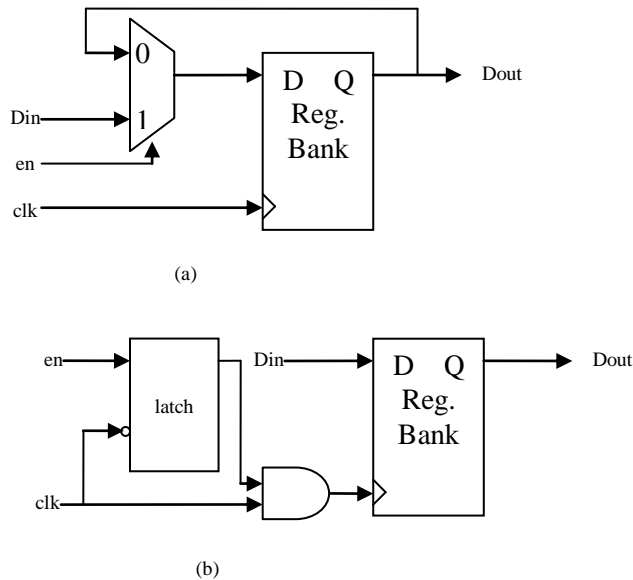 0
D Q
Dout
Din
1
Reg.
Bank
en
clk
(a)
en
Din
D Q
Dout
latch
Reg.
Bank
clk
(b)